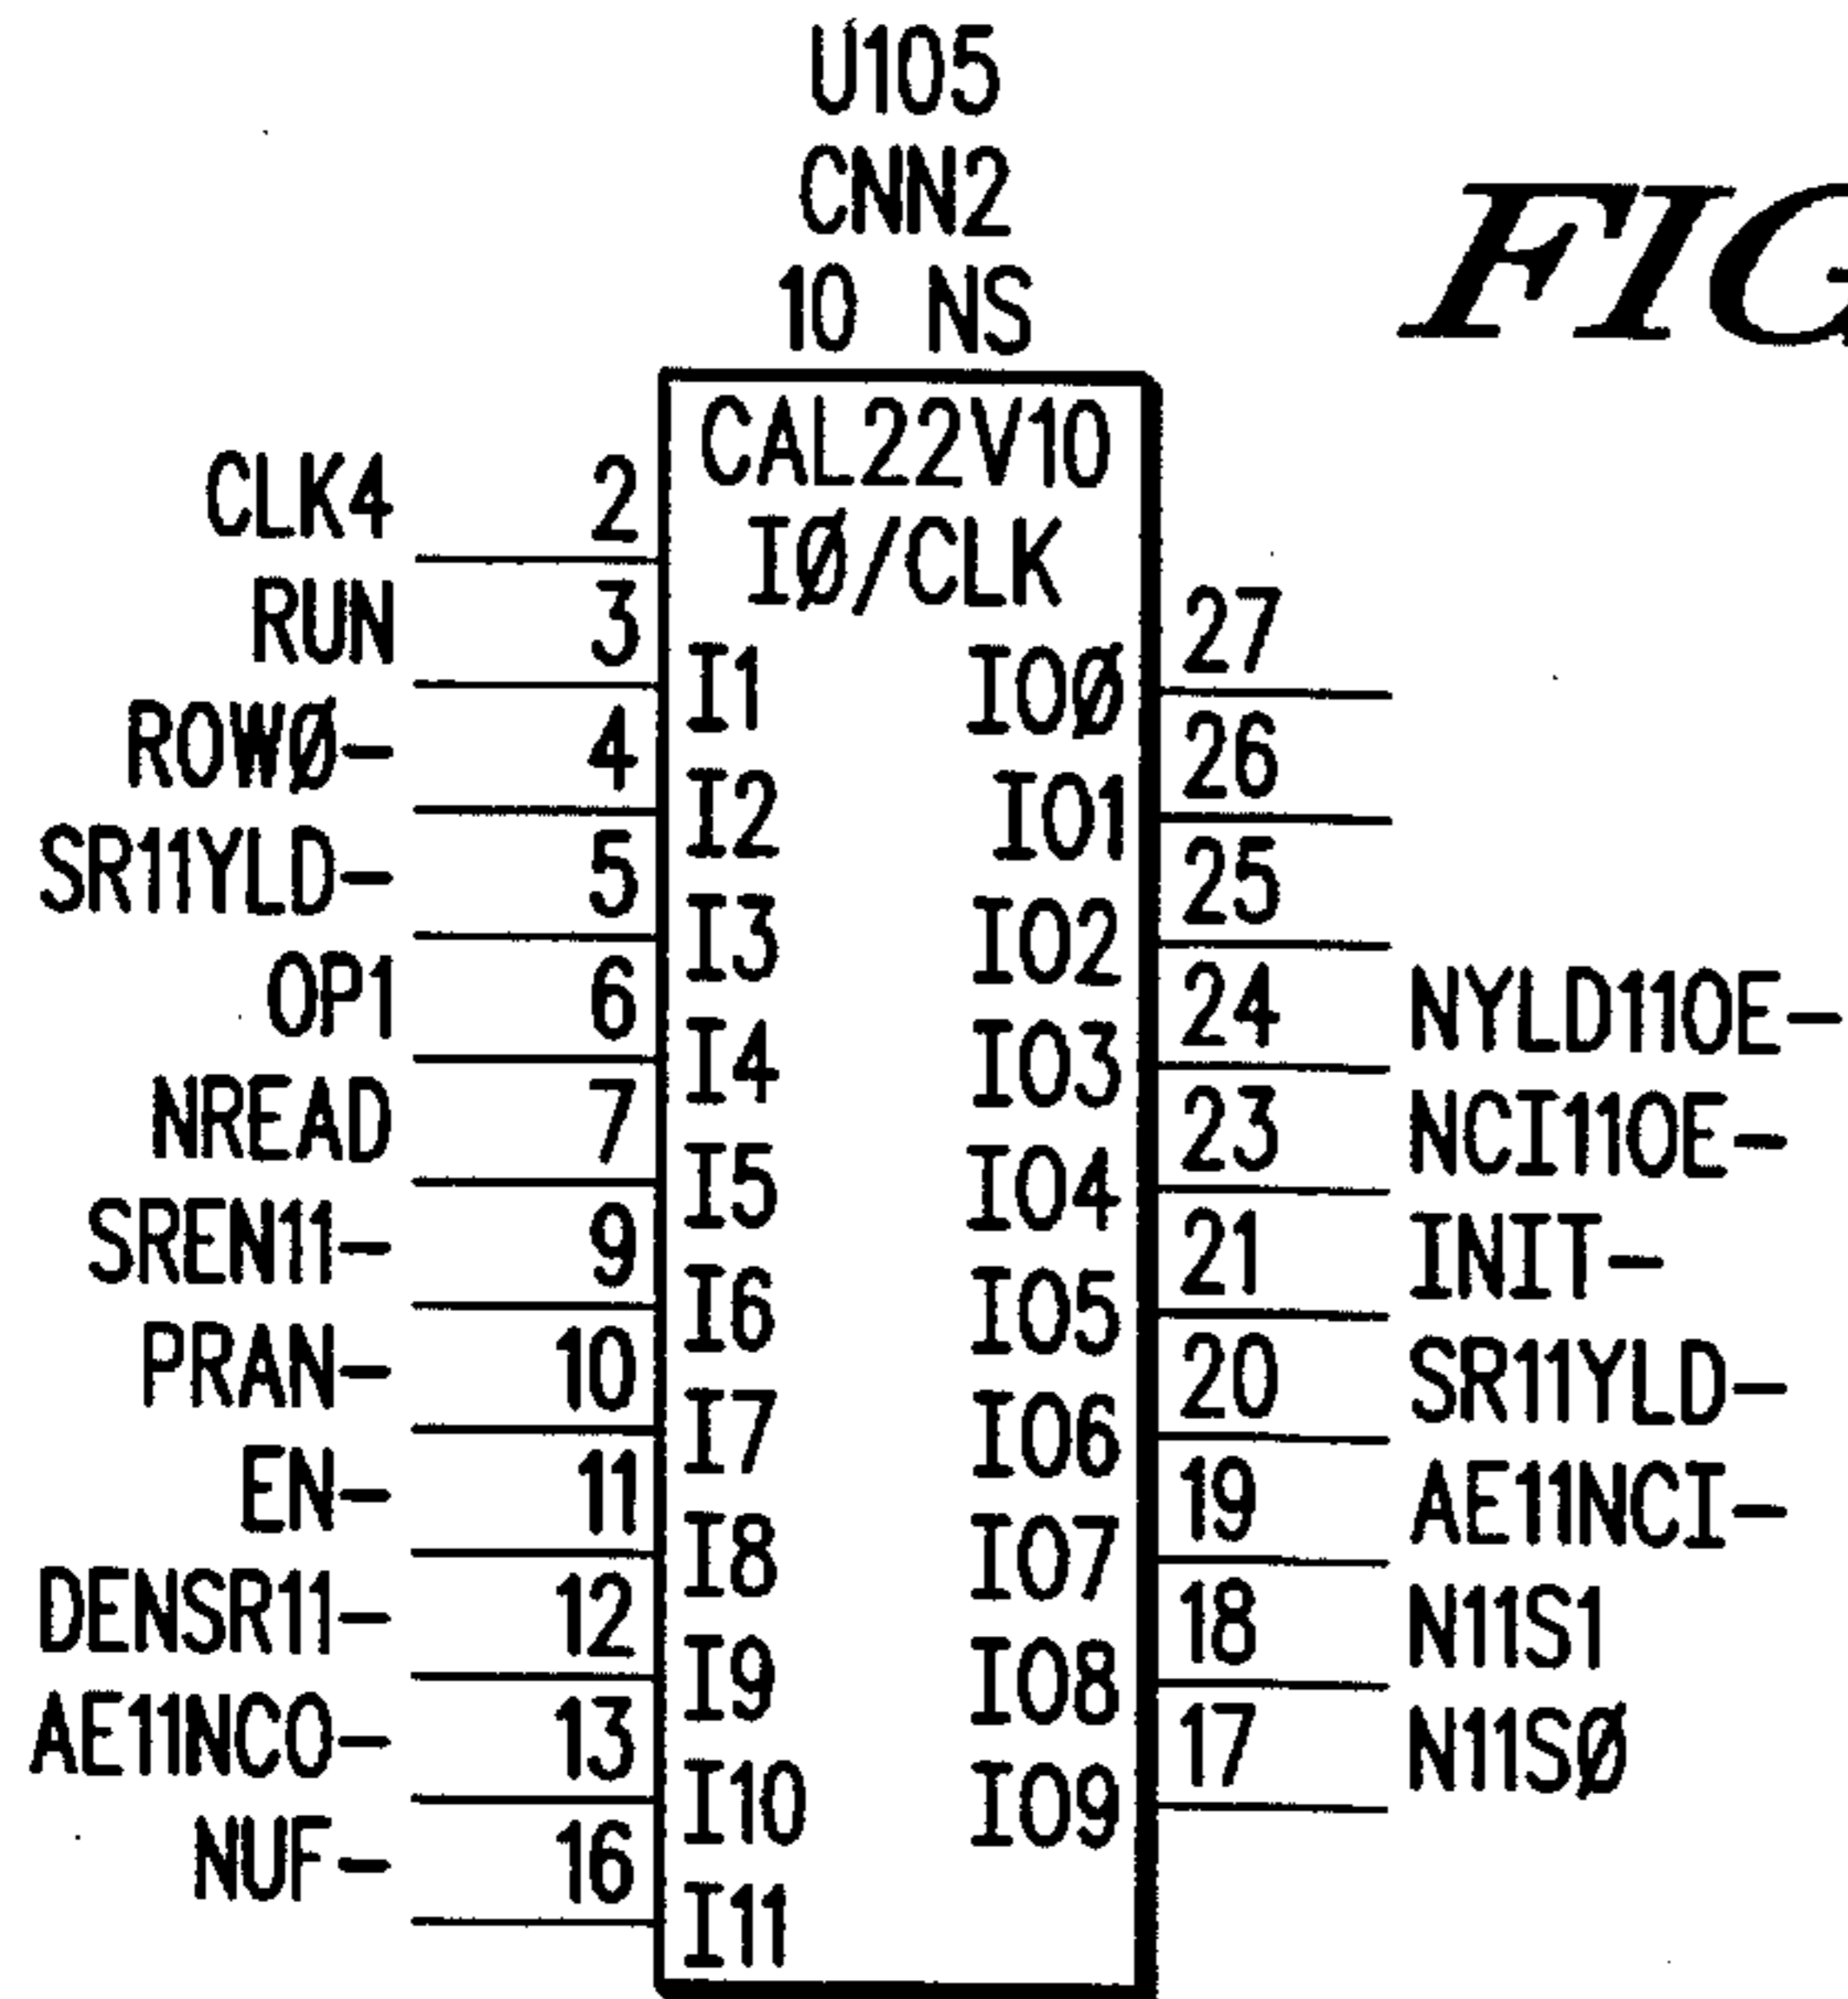 U105
CNN2
10 NS
FIG
CAL22V10
CLK4 2 IØ/CLK
RUN 3 I1 IOØ 27
ROWØ- 4 I2 IO1 26
SR11YLD- 5 I3 IO2 25
OP1 6 I4 IO3 24 NYLD11OE-
NREAD 7 I5 IO4 23 NCI11OE-
SREN11- 9 I6 IO5 21 INIT-
PRAN- 10 I7 IO6 20 SR11YLD-
EN- 11 I8 IO7 19 AE11NCI-
DENSR11- 12 I9 IO8 18 N11S1
AE11NCO- 13 I10 IO9 17 N11SØ
NUF- 16 I11